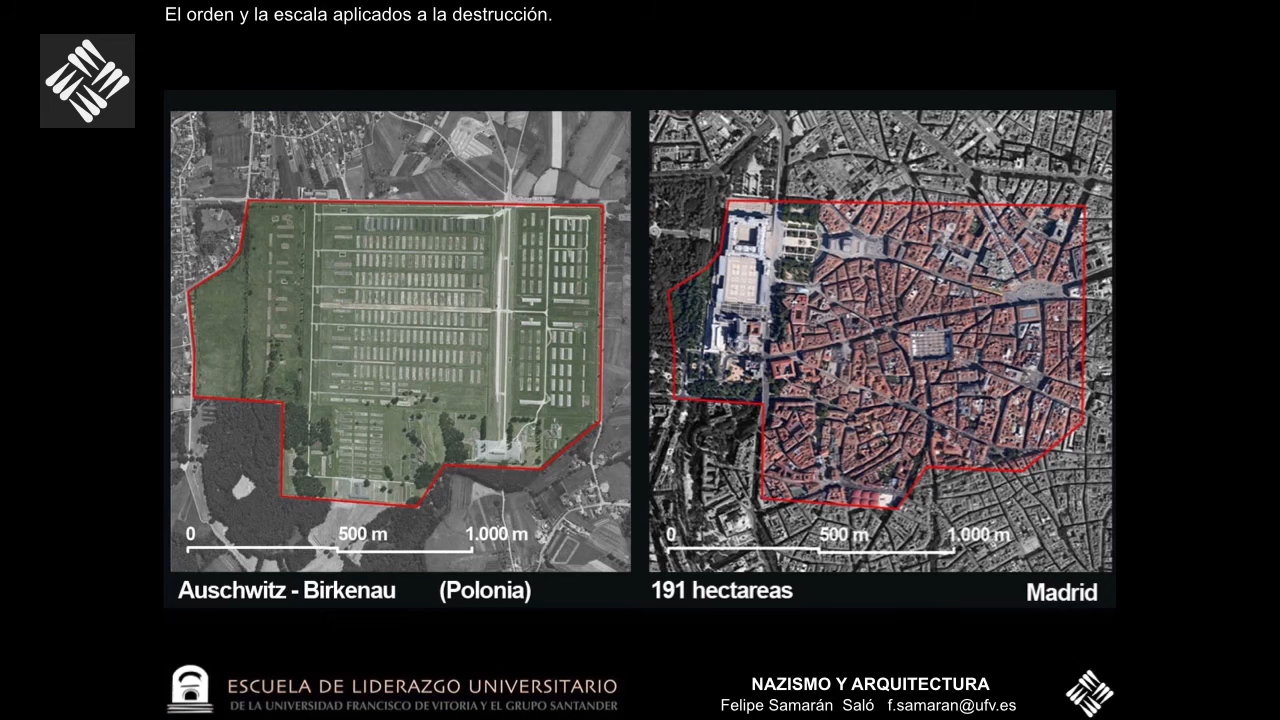 El orden y la escala aplicados a la destrucción.
0 500 m 1.000 m
0 500 m 1.000 m
Auschwitz - Birkenau (Polonia)
191 hectareas Madrid
ESCUELA DE LIDERAZGO UNIVERSITARIO
DE LA UNIVERSIDAD FRANCISCO DE VITORIA Y EL GRUPO SANTANDER
NAZISMO Y ARQUITECTURA
Felipe Samarán Saló f.samaran@ufv.es